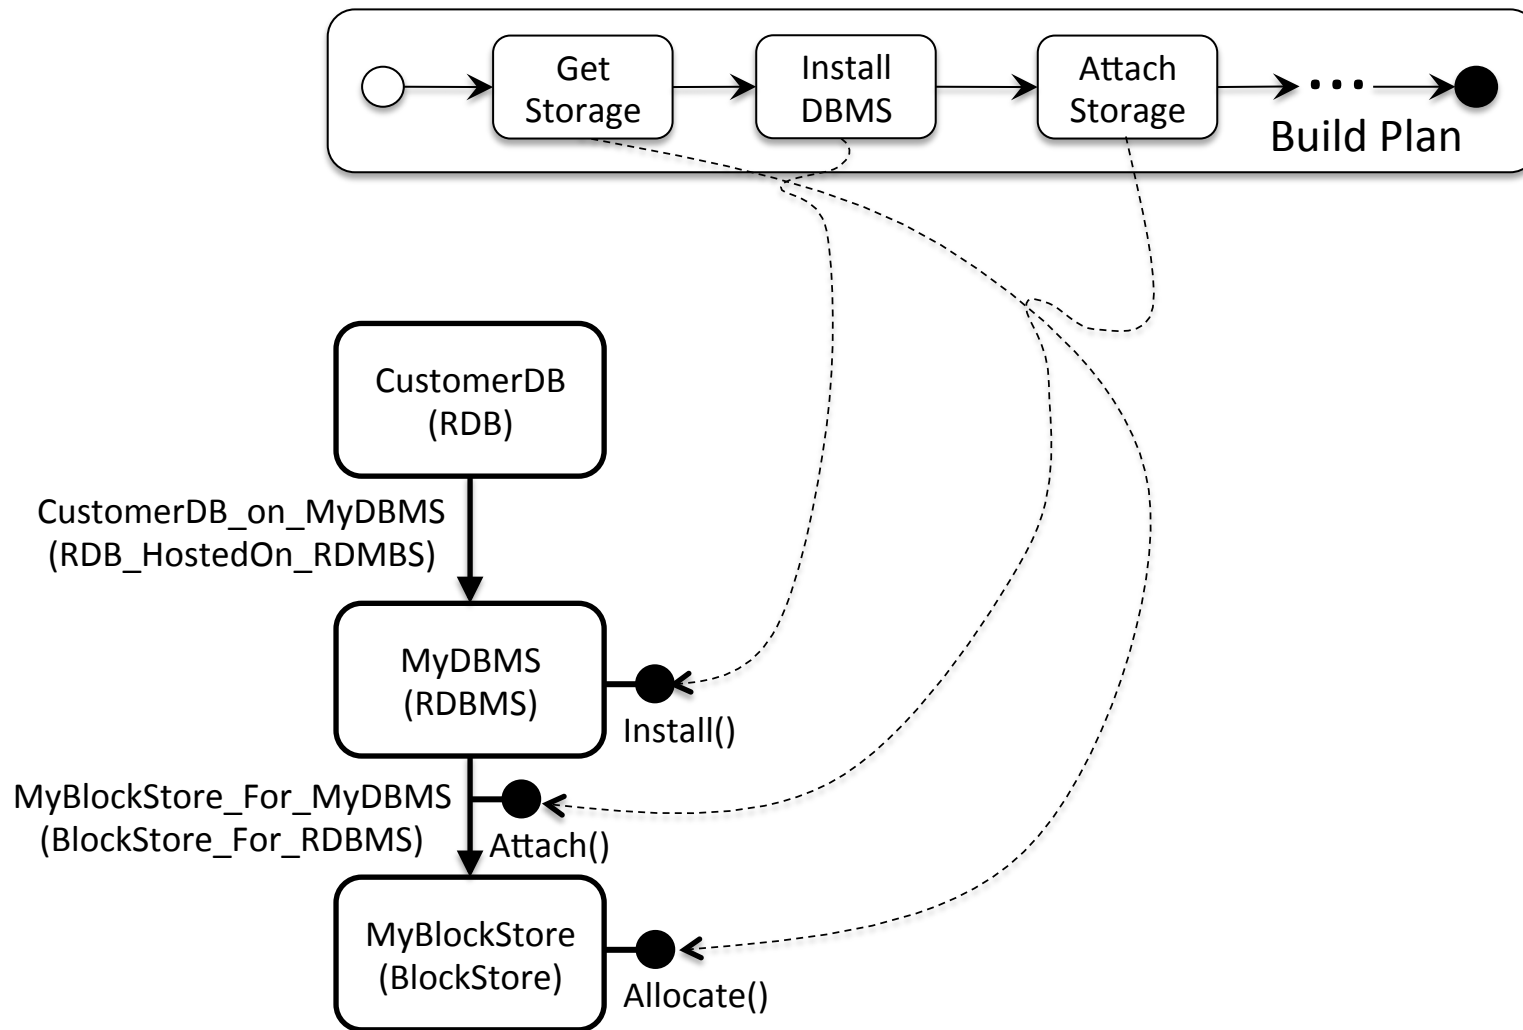 Get
Storage
Install
DBMS
Attach
Storage
...
Build Plan
CustomerDB
(RDB)
CustomerDB_on_MyDBMS
(RDB_HostedOn_RDMBS)
MyDBMS
(RDBMS)
Install()
MyBlockStore_For_MyDBMS
(BlockStore_For_RDBMS)
Attach()
MyBlockStore
(BlockStore)
Allocate()